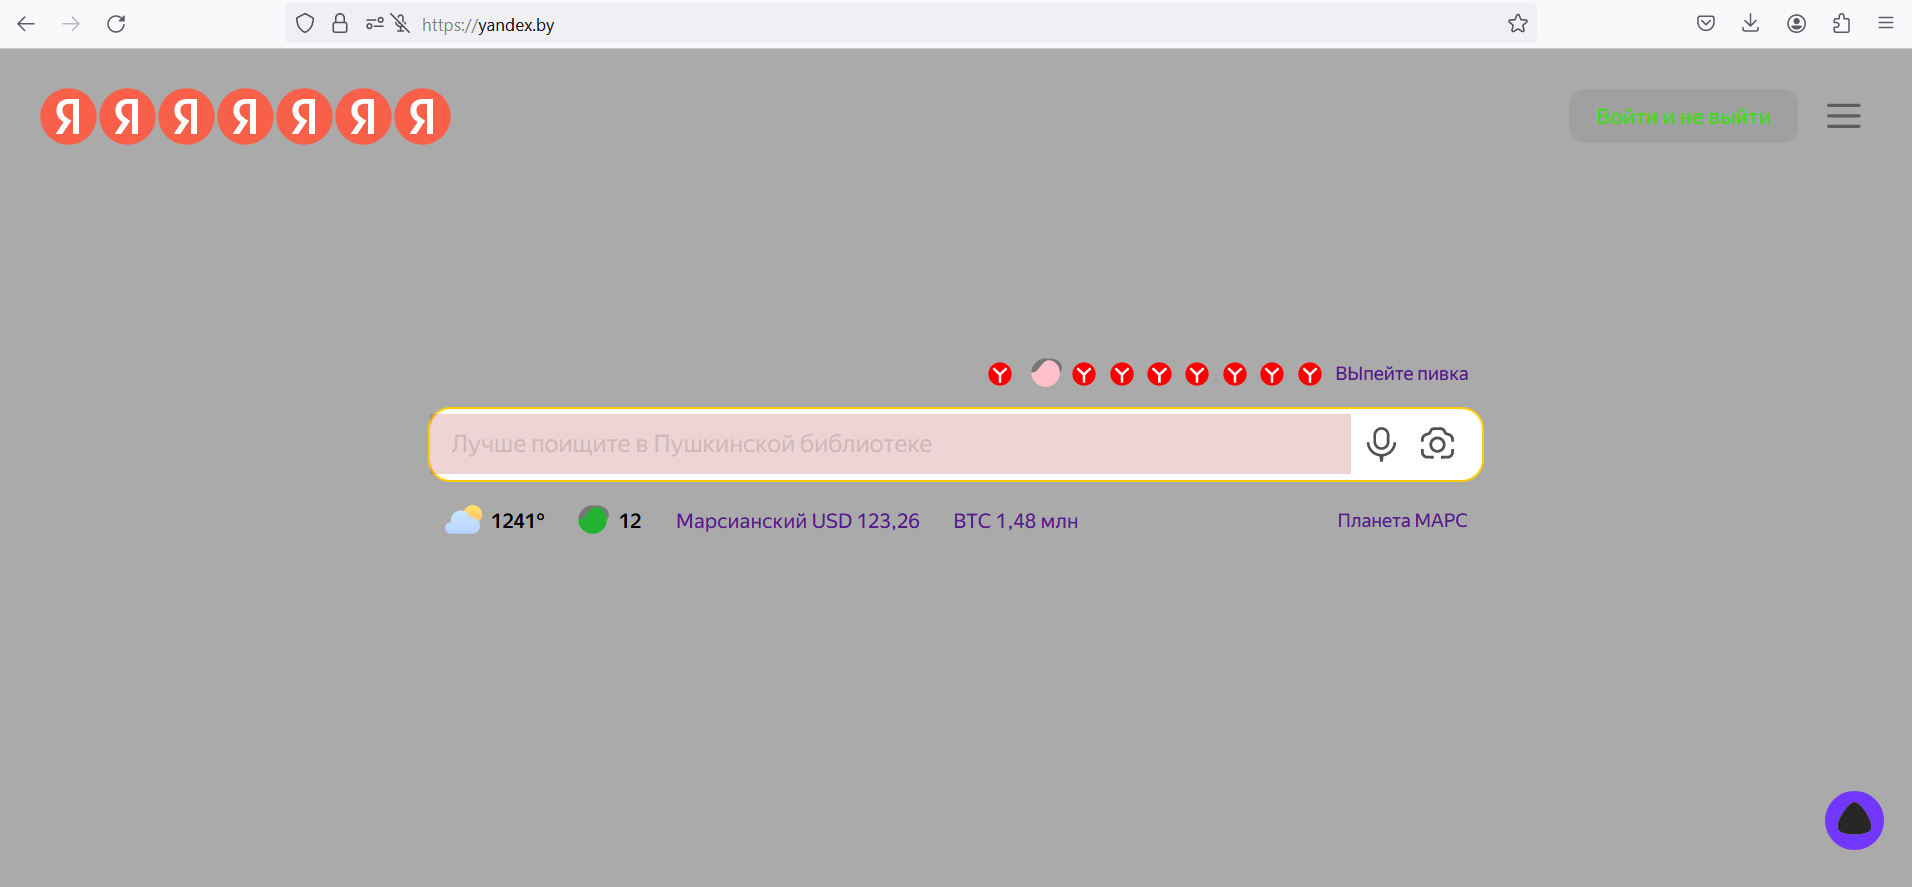 https://yandex.by
Я Я Я Я Я Я Я
Войти и не выйти
Y Y Y Y Y Y Y Y ВЫпейте пивка
Лучше поищите в Пушкинской библиотеке
1241° 12 Марсианский USD 123,26 BTC 1,48 млн Планета МАРС